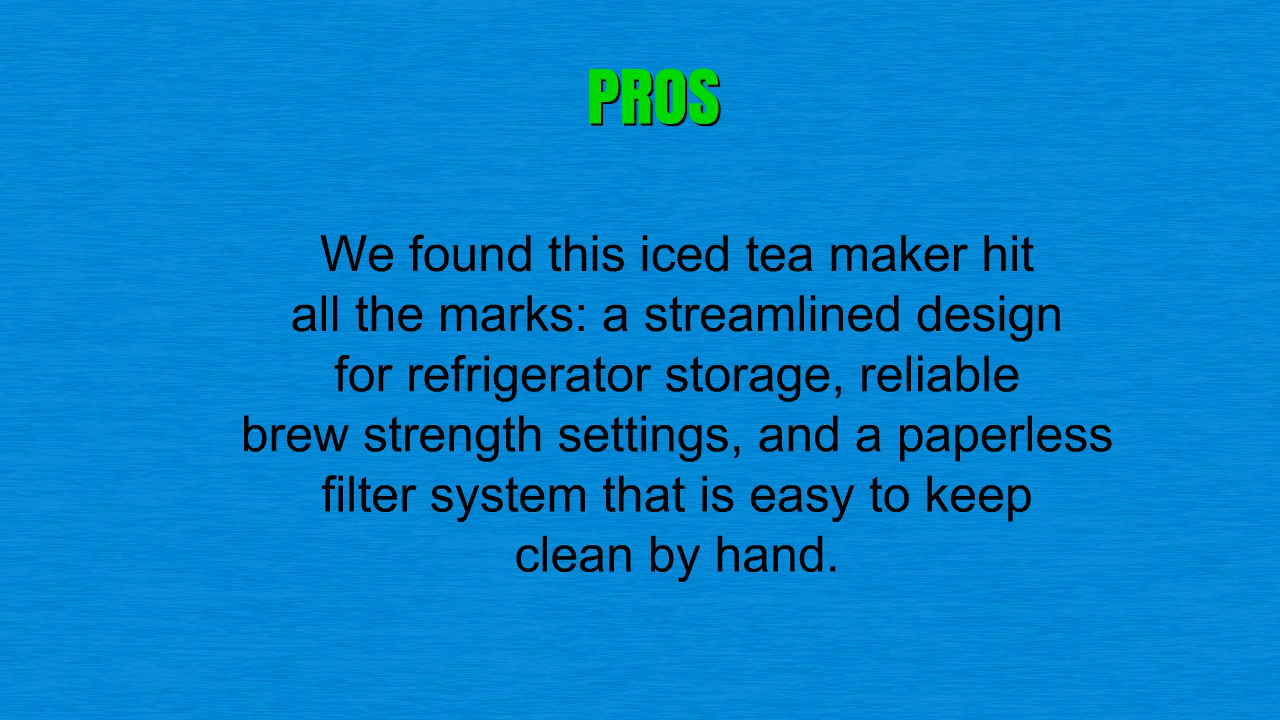 PROS
We found this iced tea maker hit
all the marks: a streamlined design
for refrigerator storage, reliable
brew strength settings, and a paperless
filter system that is easy to keep
clean by hand.